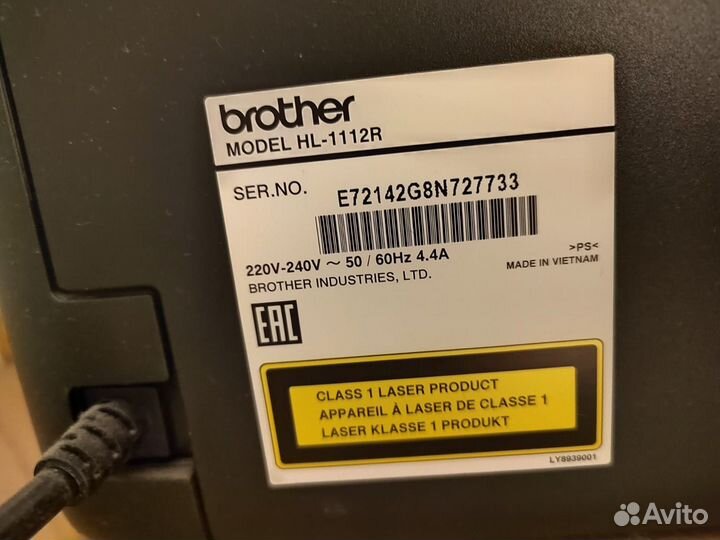 brother
MODEL HL-1112R
SER.NO. E72142G8N727733
220V-240V ~ 50 / 60Hz 4.4A
BROTHER INDUSTRIES, LTD.
>PS<
MADE IN VIETNAM
EAC
CLASS 1 LASER PRODUCT
APPAREIL À LASER DE CLASSE 1
LASER KLASSE 1 PRODUKT
LY8939001
Avito